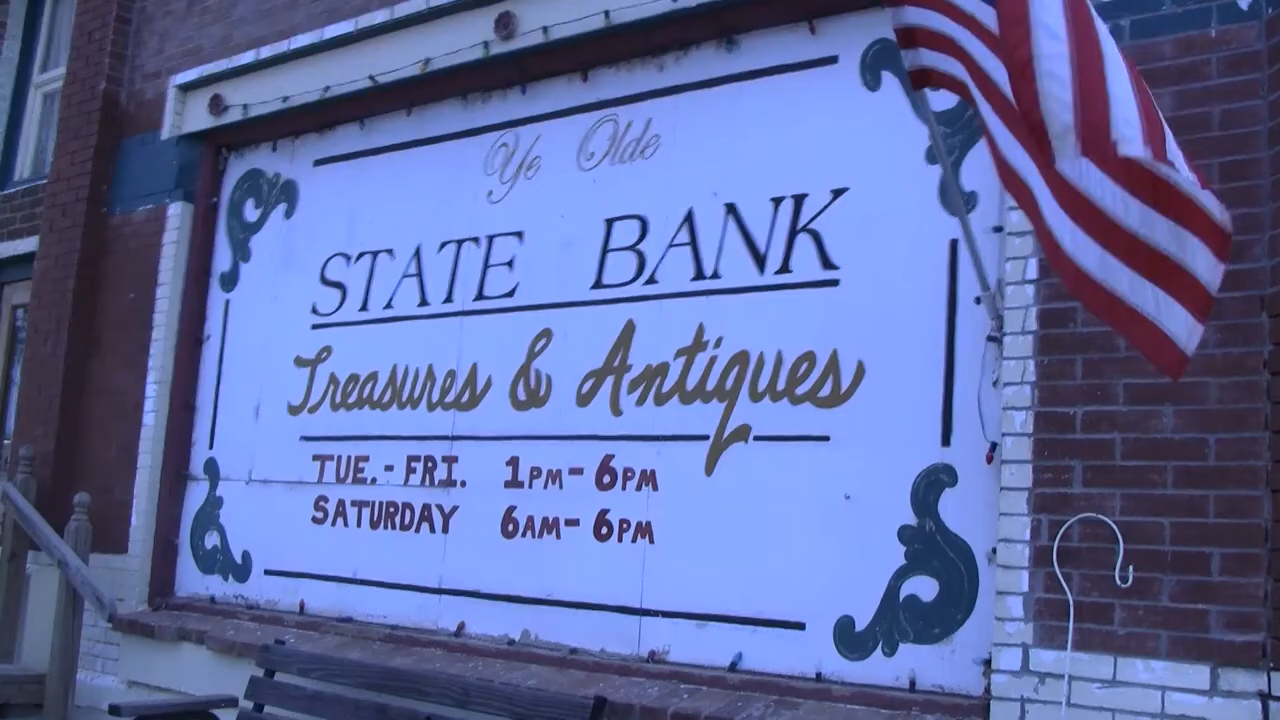 Ye Olde
STATE BANK
Treasures & Antiques
TUE.- FRI. 1PM- 6PM
SATURDAY 6AM- 6PM